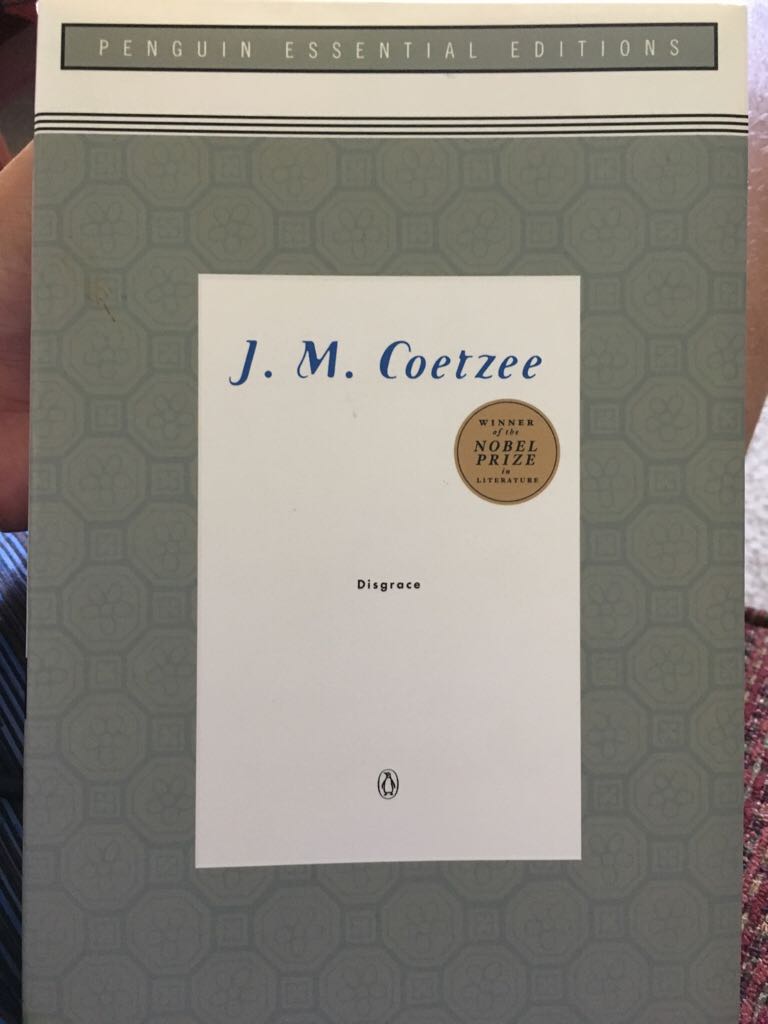 PENGUIN ESSENTIAL EDITIONS
J. M. Coetzee
WINNER
of the
NOBEL
PRIZE
in
LITERATURE
Disgrace